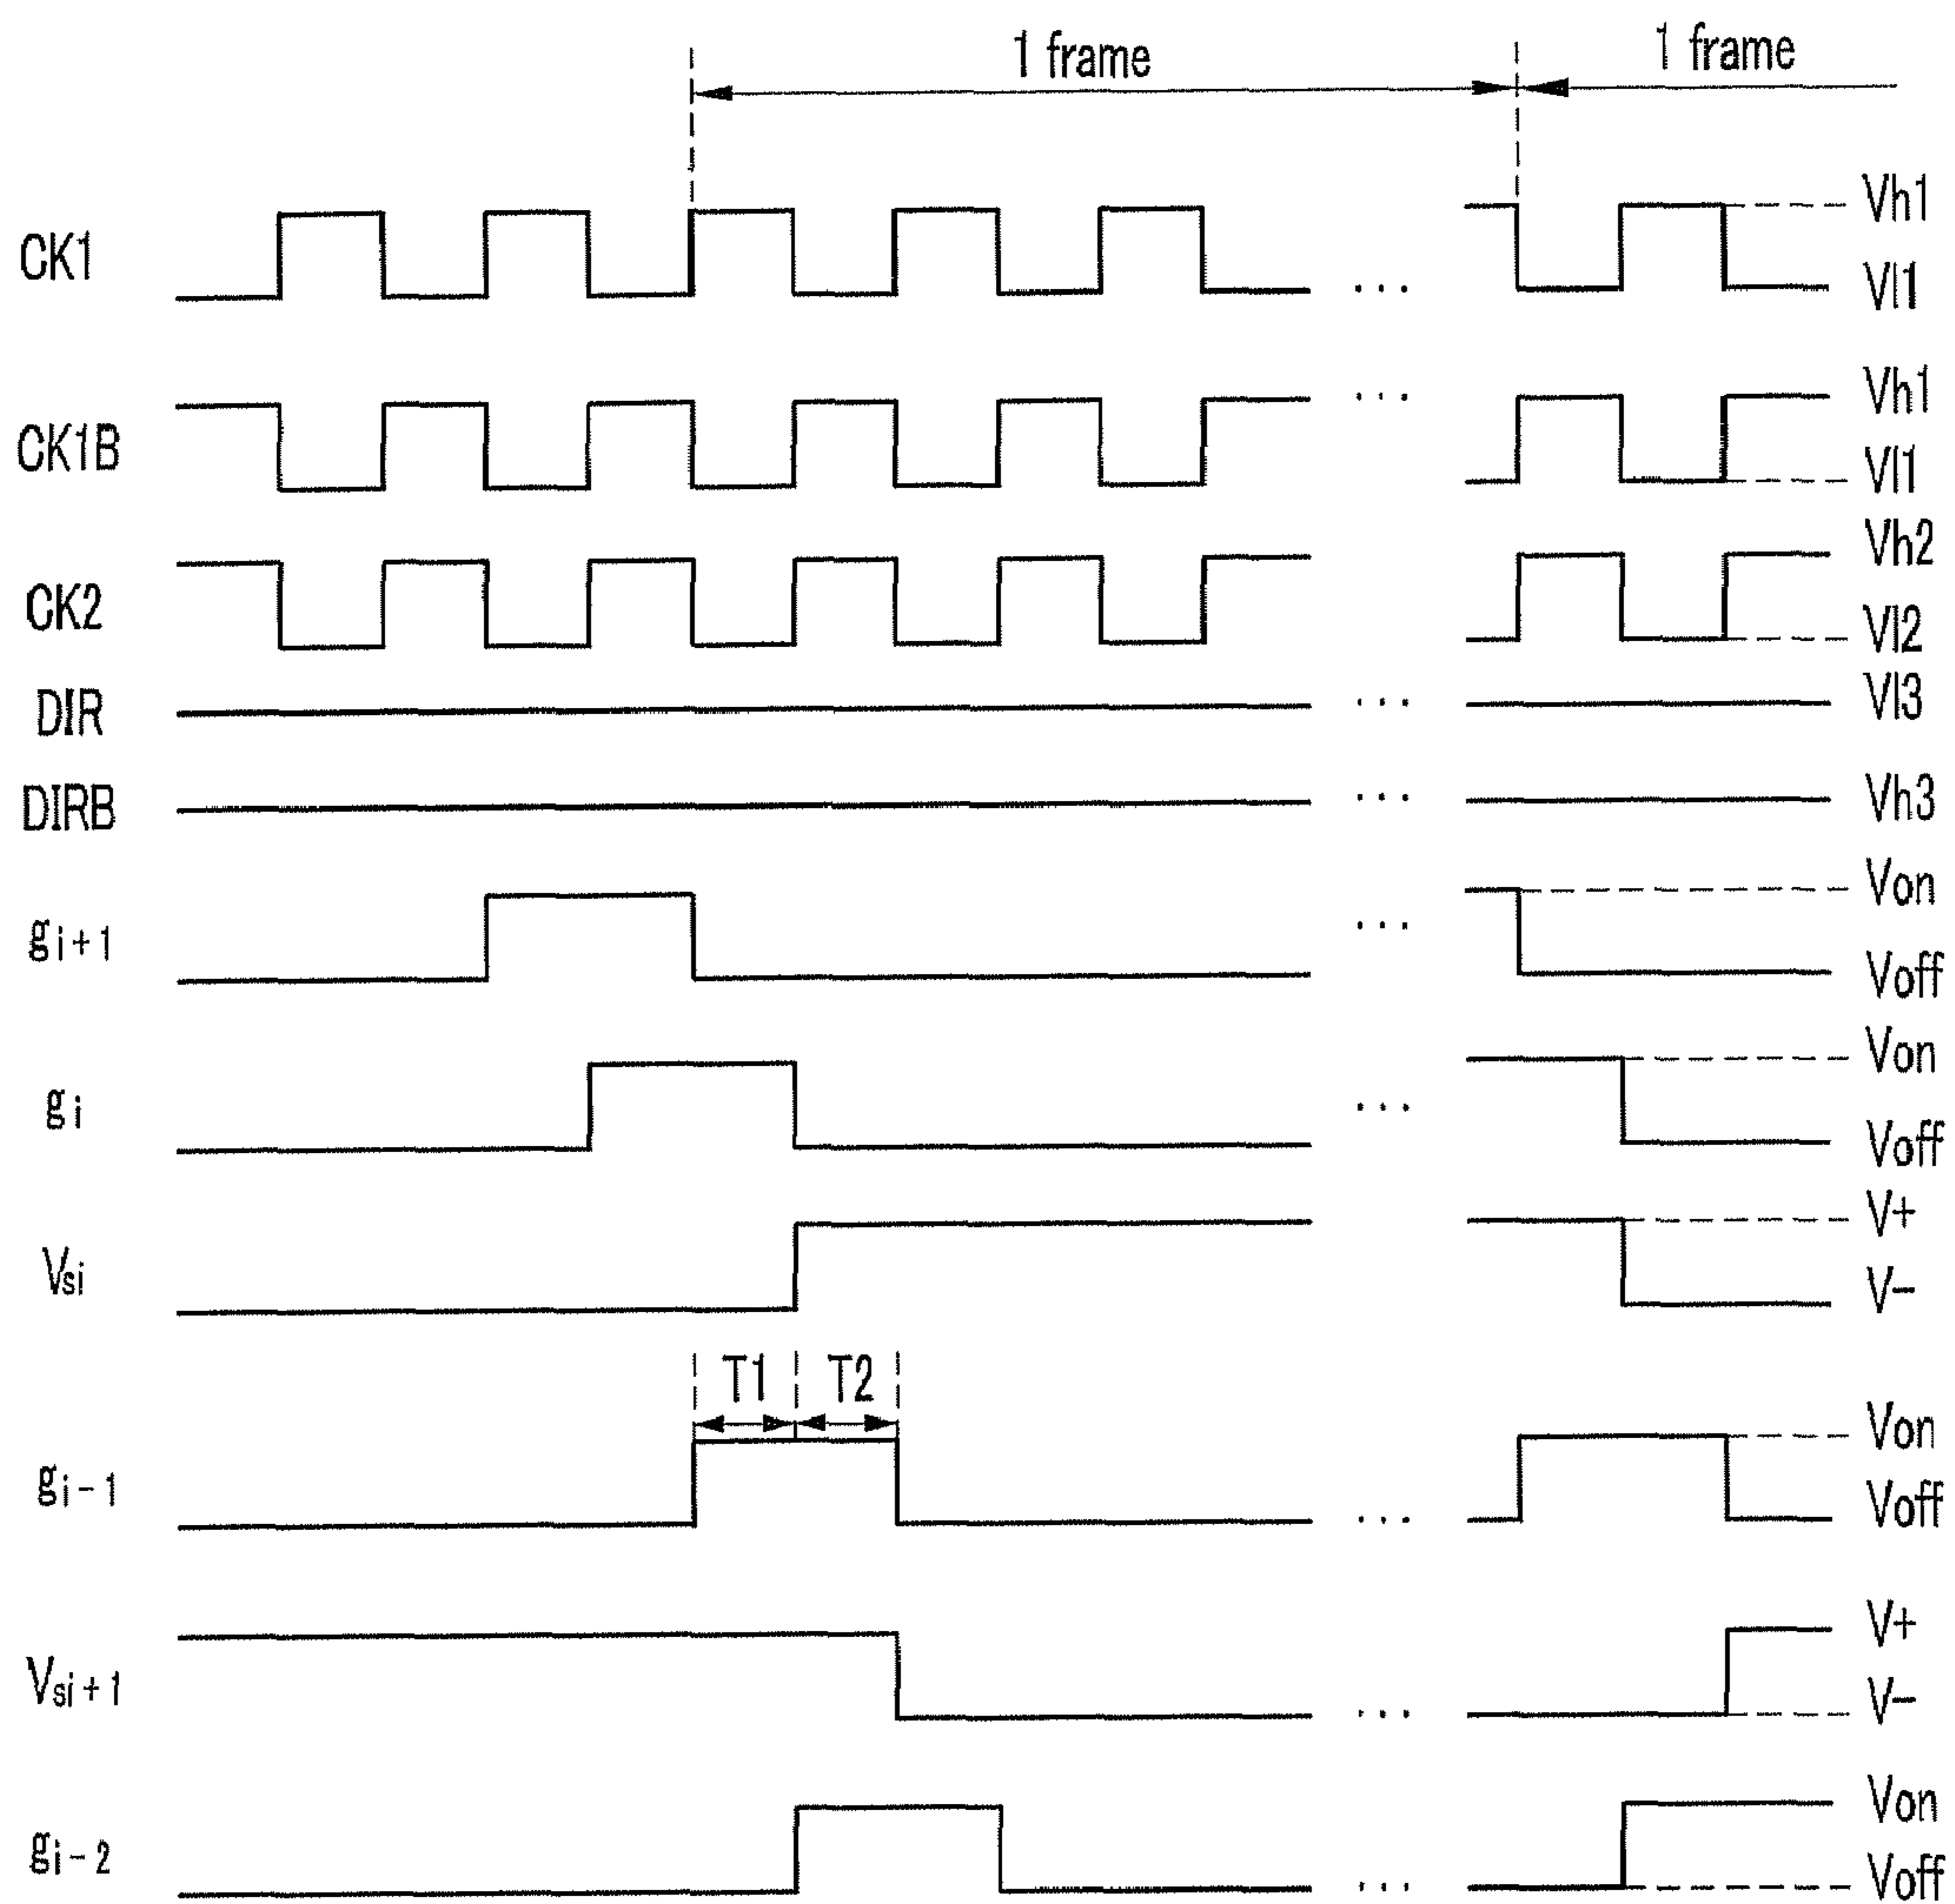 1 frame 1 frame
CK1 Vh1
Vl1
...
CK1B Vh1
Vl1
...
CK2 Vh2
Vl2
DIR ... Vl3
DIRB ... Vh3
gi+1 ... Von
Voff
gi ... Von
Voff
Vsi V+
V-
T1 T2
gi-1 ... Von
Voff
Vsi+1 ... V+
V-
gi-2 ... Von
Voff